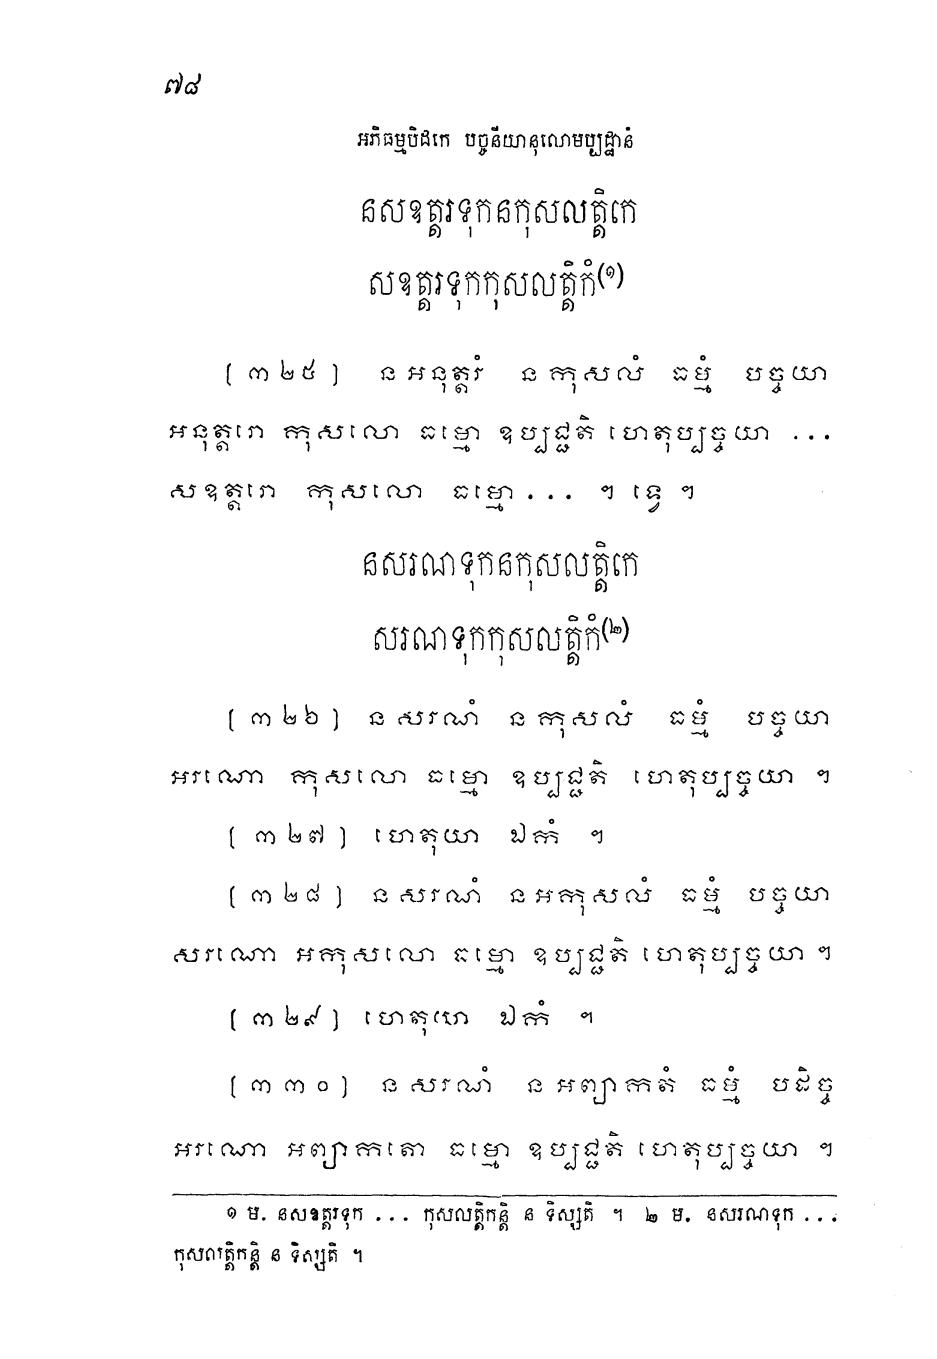 ៧៨
អភិធម្មបិដកេ បច្ចនីយានុលោមប្បដ្ឋានំ
នសឧត្តរទុកនកុសលត្តិកេ
សឧត្តរទុកកុសលត្តិកំ(១)
[៣២៥] នអនុត្តរំ នកុសលំ ធម្មំ បច្ចយា
អនុត្តរោ កុសលោ ធម្មោ ឧប្បជ្ជតិ ហេតុប្បច្ចយា ...
សឧត្តរោ កុសលោ ធម្មោ... ។ ទ្វេ ។
នសរណទុកនកុសលត្តិកេ
សរណទុកកុសលត្តិកំ(២)
[៣២៦] នសរណំ នកុសលំ ធម្មំ បច្ចយា
អរណោ កុសលោ ធម្មោ ឧប្បជ្ជតិ ហេតុប្បច្ចយា ។
[៣២៧] ហេតុយា ឯកំ ។
[៣២៨] នសរណំ នអកុសលំ ធម្មំ បច្ចយា
សរណោ អកុសលោ ធម្មោ ឧប្បជ្ជតិ ហេតុប្បច្ចយា ។
[៣២៩] ហេតុយេ ឯកំ ។
[៣៣០] នសរណំ នអព្យាកតំ ធម្មំ បដិច្ច
អរណោ អព្យាកតោ ធម្មោ ឧប្បជ្ជតិ ហេតុប្បច្ចយា ។
១ ម. នសឧត្តរទុក ... កុសលត្តិកន្តិ ន ទិស្សតិ ។ ២ ម. នសរណទុក ...
កុសលត្តិកន្តិ ន ទិស្សតិ ។